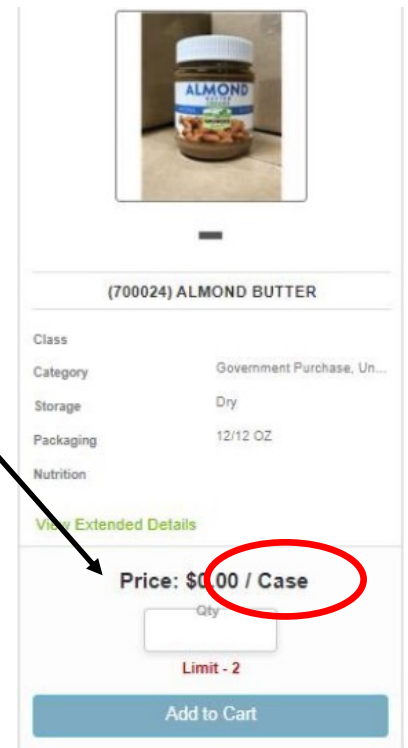 ALMOND
BUTTER
(700024) ALMOND BUTTER
Class
Category Government Purchase, Un...
Storage Dry
Packaging 12/12 OZ
Nutrition
View Extended Details
Price: $0.00 / Case
Qty
Limit - 2
Add to Cart